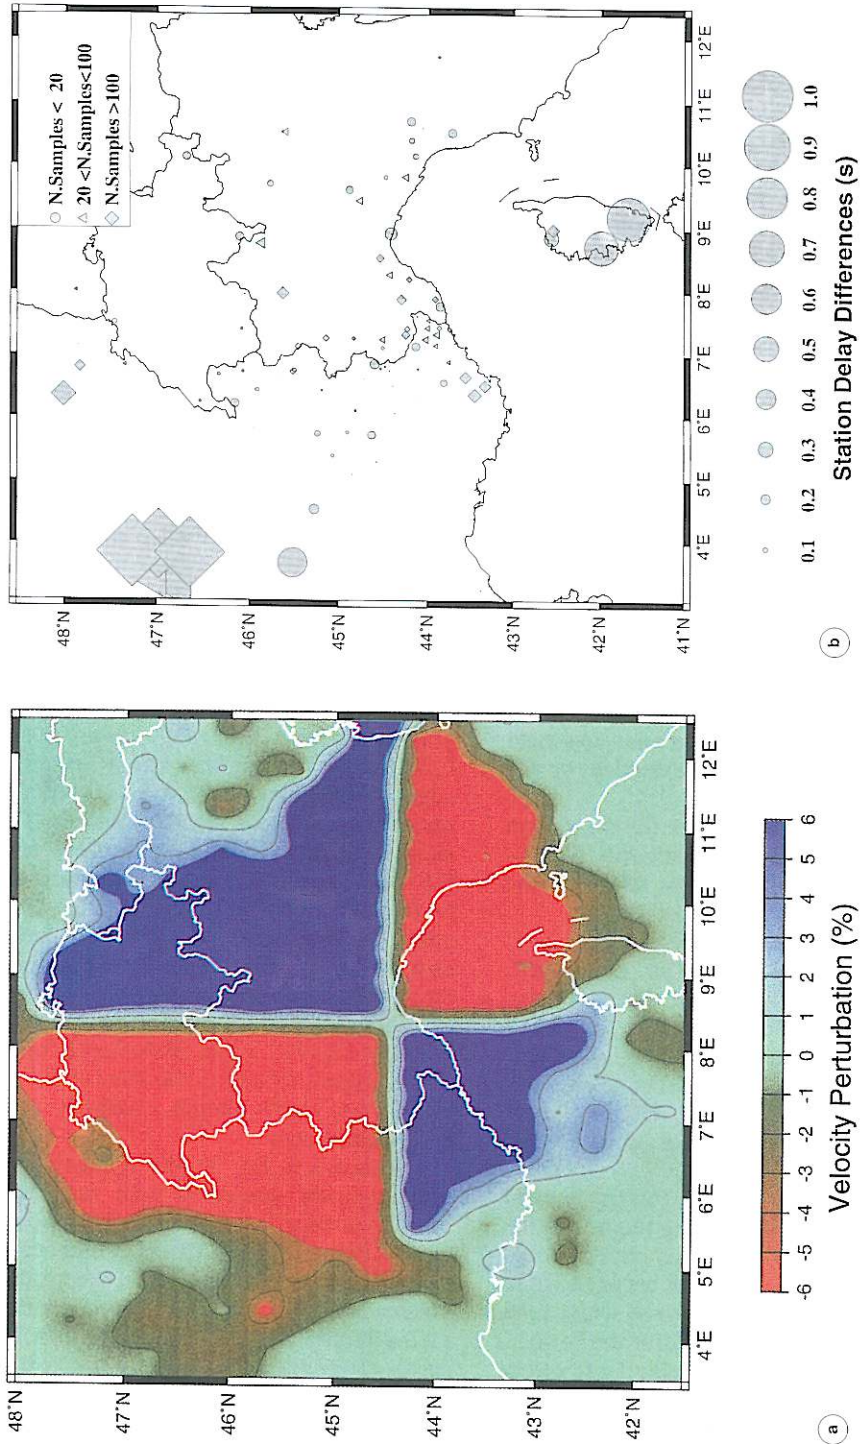 48°N
47°N
46°N
45°N
44°N
43°N
42°N
4°E 5°E 6°E 7°E 8°E 9°E 10°E 11°E 12°E
-6 -5 -4 -3 -2 -1 0 1 2 3 4 5 6
Velocity Perturbation (%)
a
N.Samples < 20
20 <N.Samples<100
N.Samples >100
48°N
47°N
46°N
45°N
44°N
43°N
42°N
41°N
4°E 5°E 6°E 7°E 8°E 9°E 10°E 11°E 12°E
0.1 0.2 0.3 0.4 0.5 0.6 0.7 0.8 0.9 1.0
Station Delay Differences (s)
b